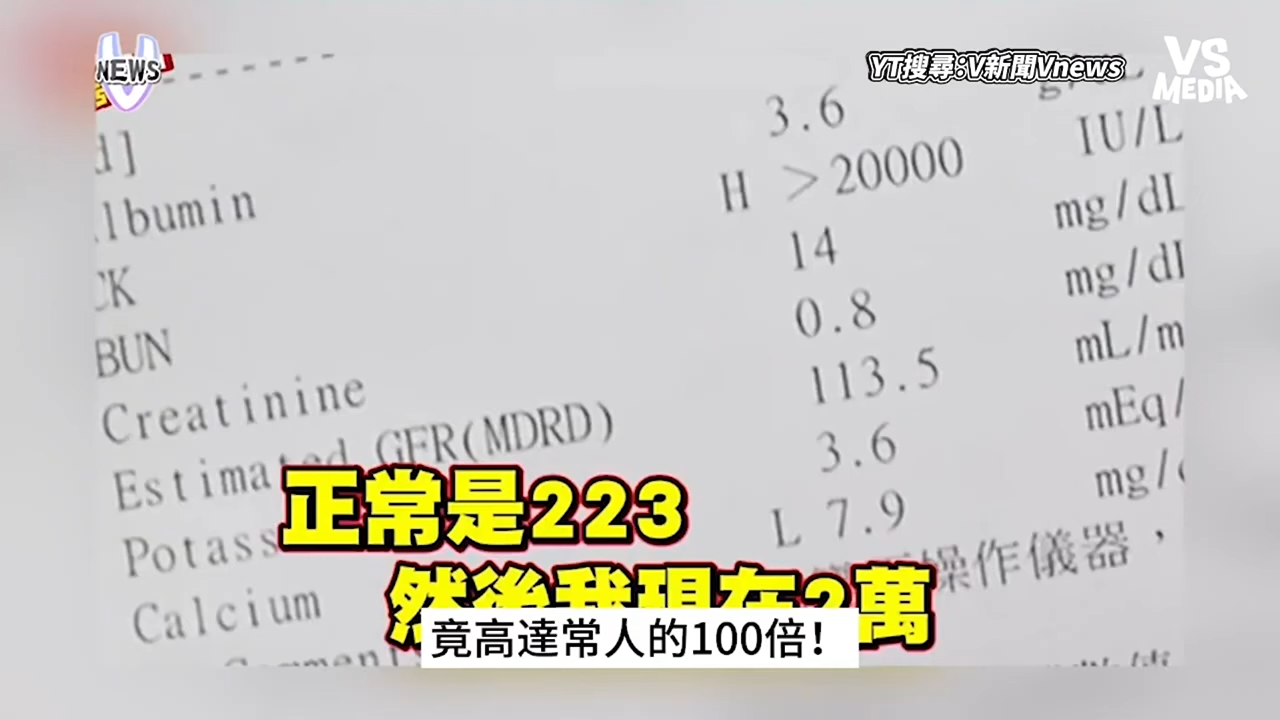 NEWS
YT搜尋:V新聞Vnews
VS
MEDIA
d]
lbumin 3.6
CK H >20000 IU/L
BUN 14 mg/dL
Creatinine 0.8 mg/dL
Estimated GFR(MDRD) 113.5 mL/m
Potass 3.6 mEq/
Calcium L 7.9 mg/d
操作儀器，
正常是223
然後我現在2萬
竟高達常人的100倍！